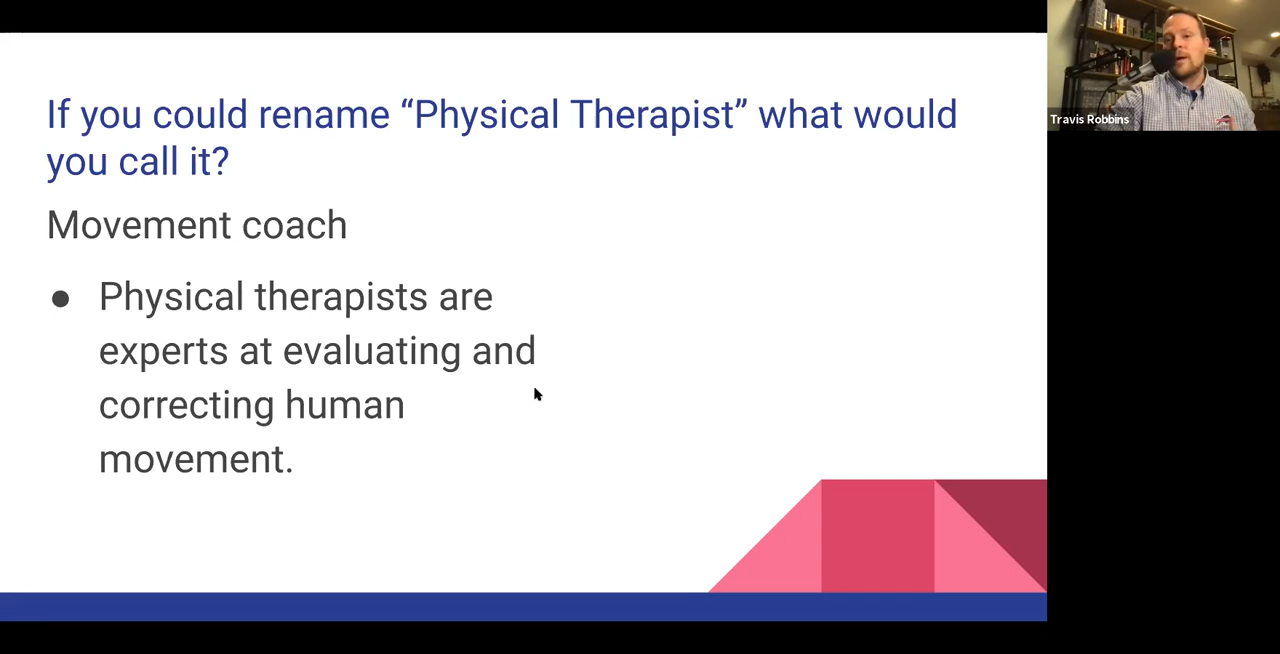 If you could rename “Physical Therapist” what would
you call it?
Movement coach
● Physical therapists are
experts at evaluating and
correcting human
movement.
Travis Robbins